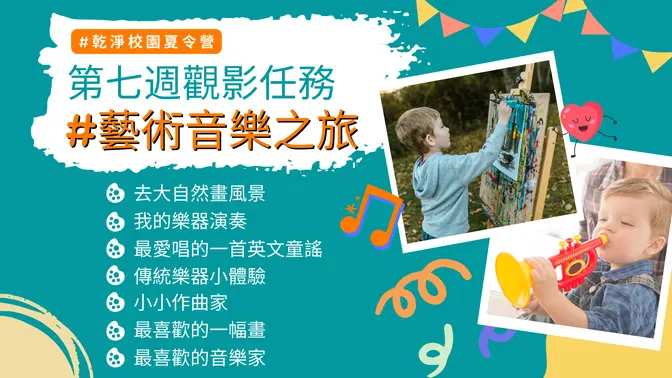 #乾淨校園夏令營
第七週觀影任務
#藝術音樂之旅
去大自然畫風景
我的樂器演奏
最愛唱的一首英文童謠
傳統樂器小體驗
小小作曲家
最喜歡的一幅畫
最喜歡的音樂家